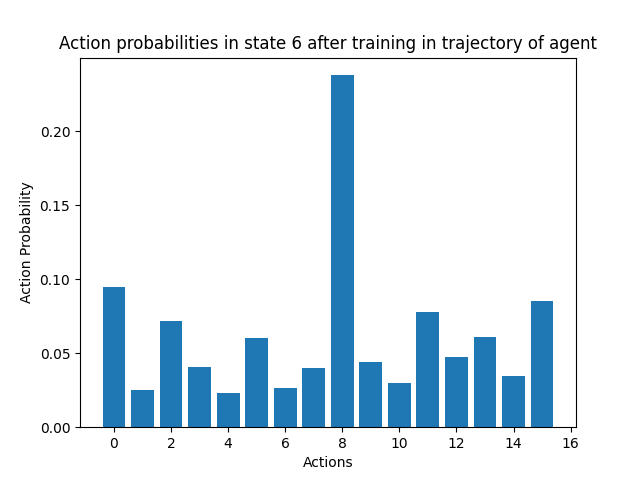 Action probabilities in state 6 after training in trajectory of agent
0.20
0.15
0.10
0.05
0.00
Action Probability
0 2 4 6 8 10 12 14 16
Actions